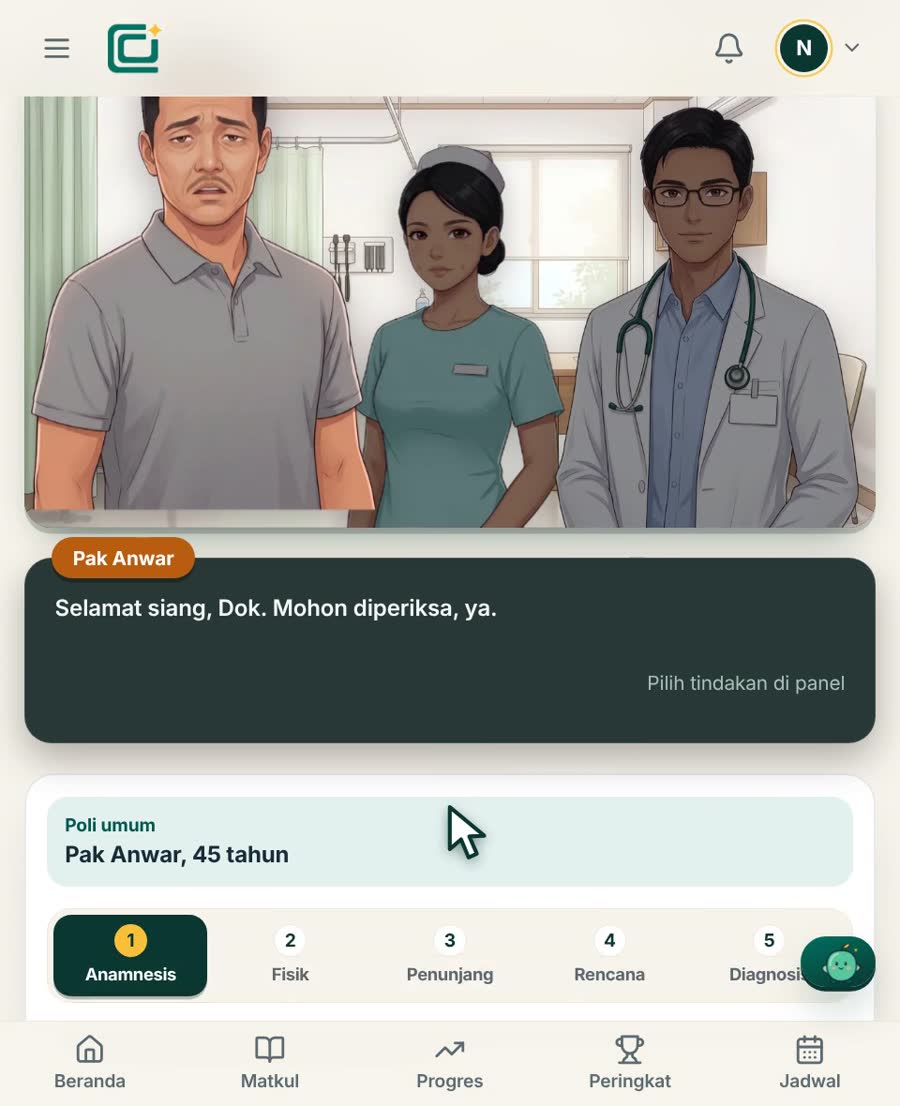 N
Pak Anwar
Selamat siang, Dok. Mohon diperiksa, ya.
Pilih tindakan di panel
Poli umum
Pak Anwar, 45 tahun
1 2 3 4 5
Anamnesis Fisik Penunjang Rencana Diagnosis
Beranda Matkul Progres Peringkat Jadwal